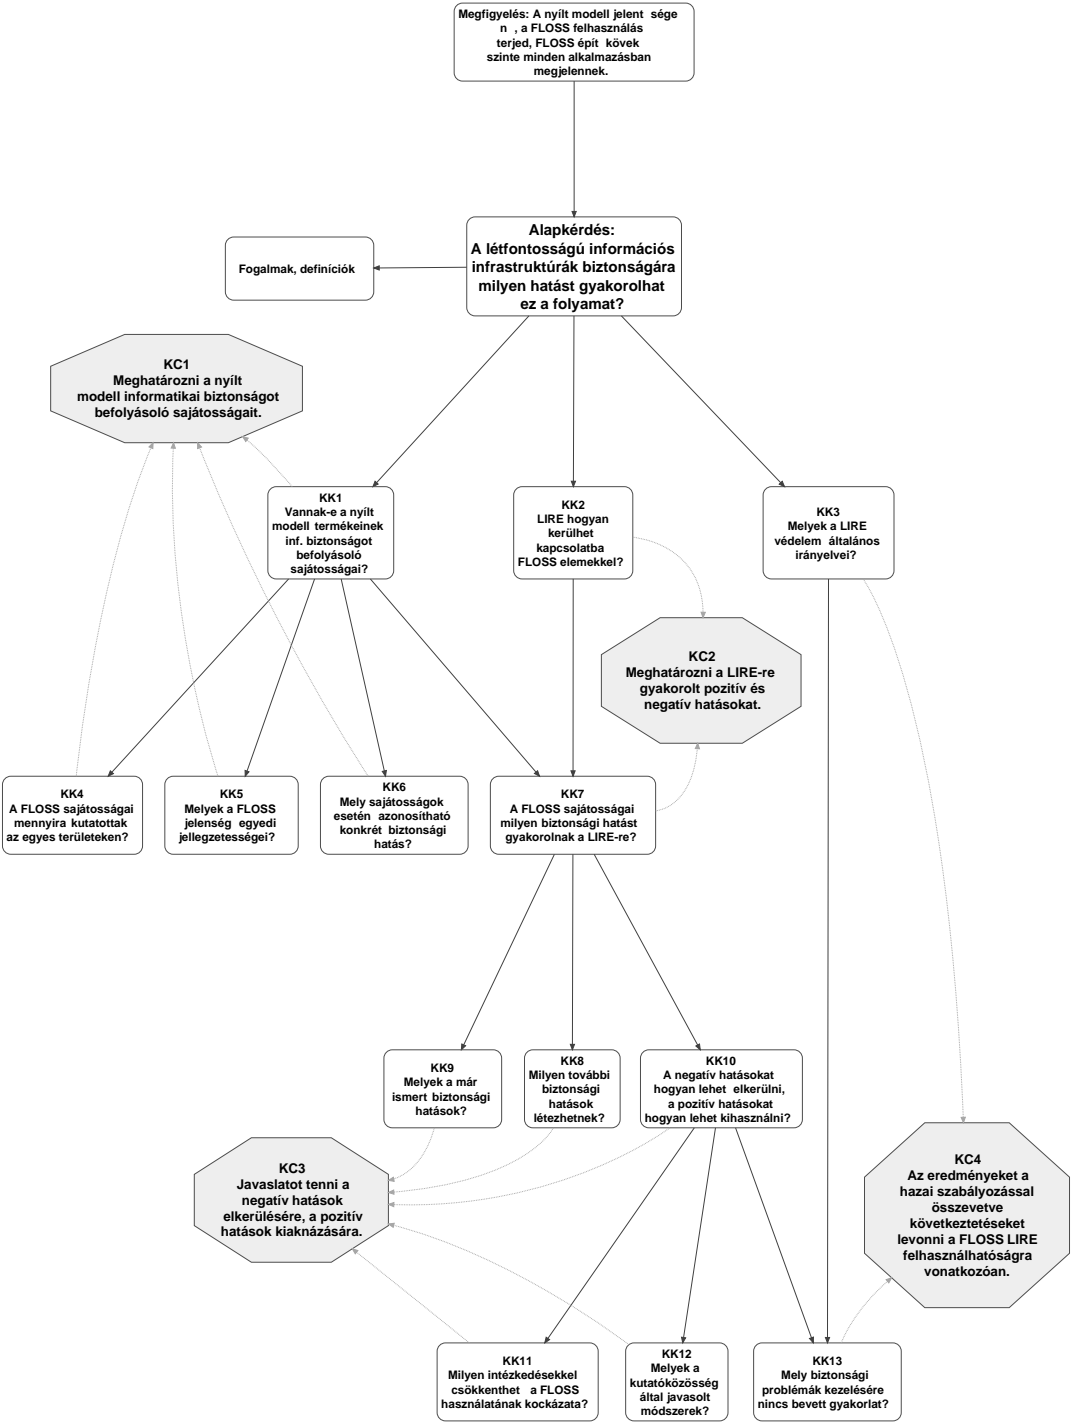 Megfigyelés: A nyílt modell jelent sége
n , a FLOSS felhasználás
terjed, FLOSS épít kövek
szinte minden alkalmazásban
megjelennek.
Alapkérdés:
A létfontosságú információs
infrastruktúrák biztonságára
milyen hatást gyakorolhat
ez a folyamat?
Fogalmak, definíciók
KC1
Meghatározni a nyílt
modell informatikai biztonságot
befolyásoló sajátosságait.
KK1
Vannak-e a nyílt
modell termékeinek
inf. biztonságot
befolyásoló
sajátosságai?
KK2
LIRE hogyan
kerülhet
kapcsolatba
FLOSS elemekkel?
KK3
Melyek a LIRE
védelem általános
irányelvei?
KC2
Meghatározni a LIRE-re
gyakorolt pozitív és
negatív hatásokat.
KK4
A FLOSS sajátosságai
mennyira kutatottak
az egyes területeken?
KK5
Melyek a FLOSS
jelenség egyedi
jellegzetességei?
KK6
Mely sajátosságok
esetén azonosítható
konkrét biztonsági
hatás?
KK7
A FLOSS sajátosságai
milyen biztonsági hatást
gyakorolnak a LIRE-re?
KK9
Melyek a már
ismert biztonsági
hatások?
KK8
Milyen további
biztonsági
hatások
létezhetnek?
KK10
A negatív hatásokat
hogyan lehet elkerülni,
a pozitív hatásokat
hogyan lehet kihasználni?
KC3
Javaslatot tenni a
negatív hatások
elkerülésére, a pozitív
hatások kiaknázására.
KC4
Az eredményeket a
hazai szabályozással
összevetve
következtetéseket
levonni a FLOSS LIRE
felhasználhatóságra
vonatkozóan.
KK11
Milyen intézkedésekkel
csökkenthet a FLOSS
használatának kockázata?
KK12
Melyek a
kutatóközösség
által javasolt
módszerek?
KK13
Mely biztonsági
problémák kezelésére
nincs bevett gyakorlat?